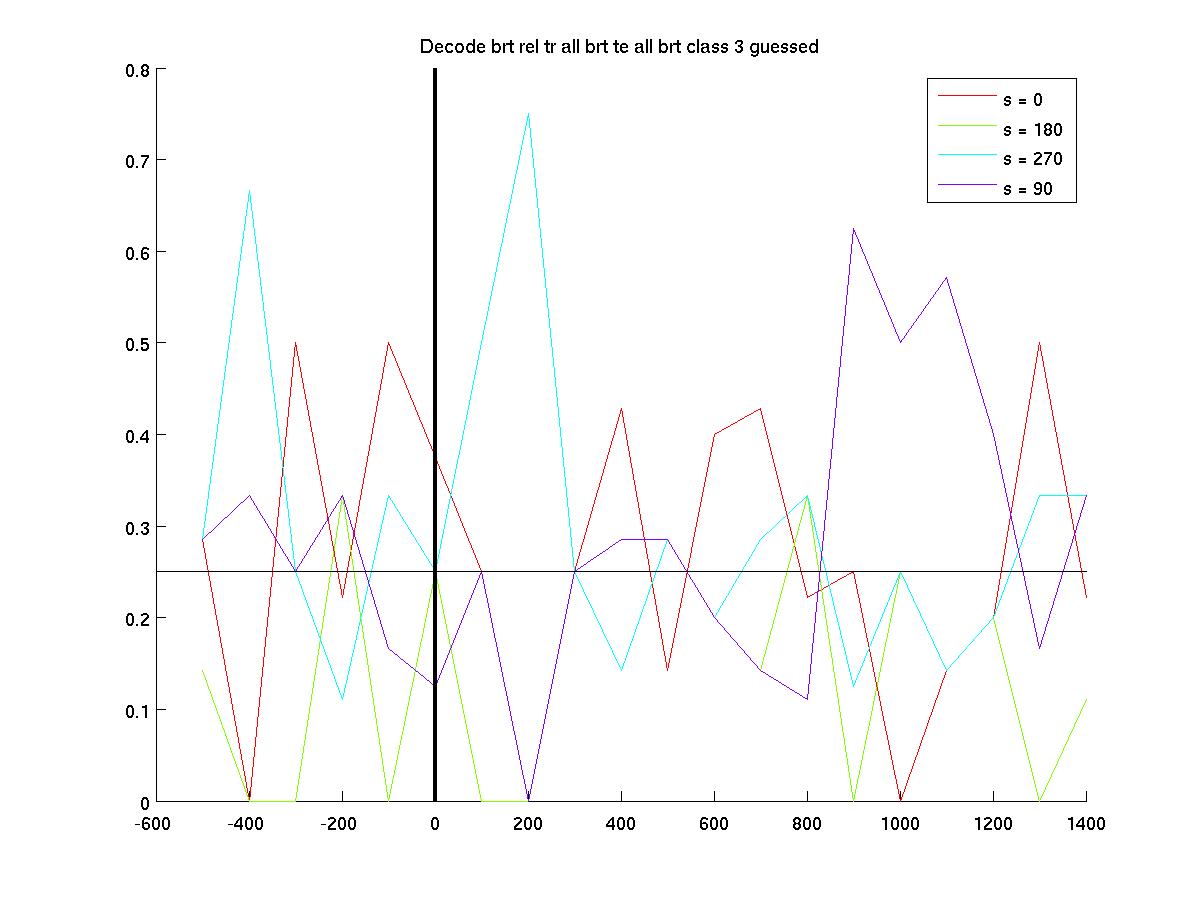 Decode brt rel tr all brt te all brt class 3 guessed
s = 0
s = 180
s = 270
s = 90
0.8
0.7
0.6
0.5
0.4
0.3
0.2
0.1
0
-600 -400 -200 0 200 400 600 800 1000 1200 1400